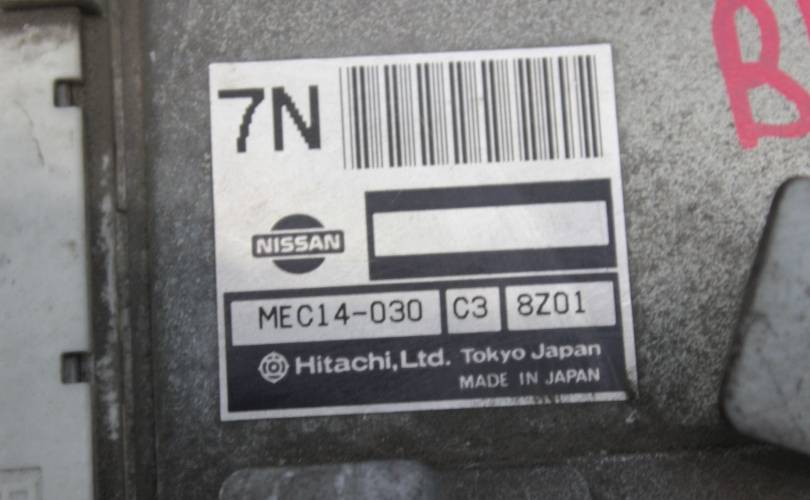 7N
NISSAN
MEC14-030 C3 8Z01
Hitachi, Ltd. Tokyo Japan
MADE IN JAPAN